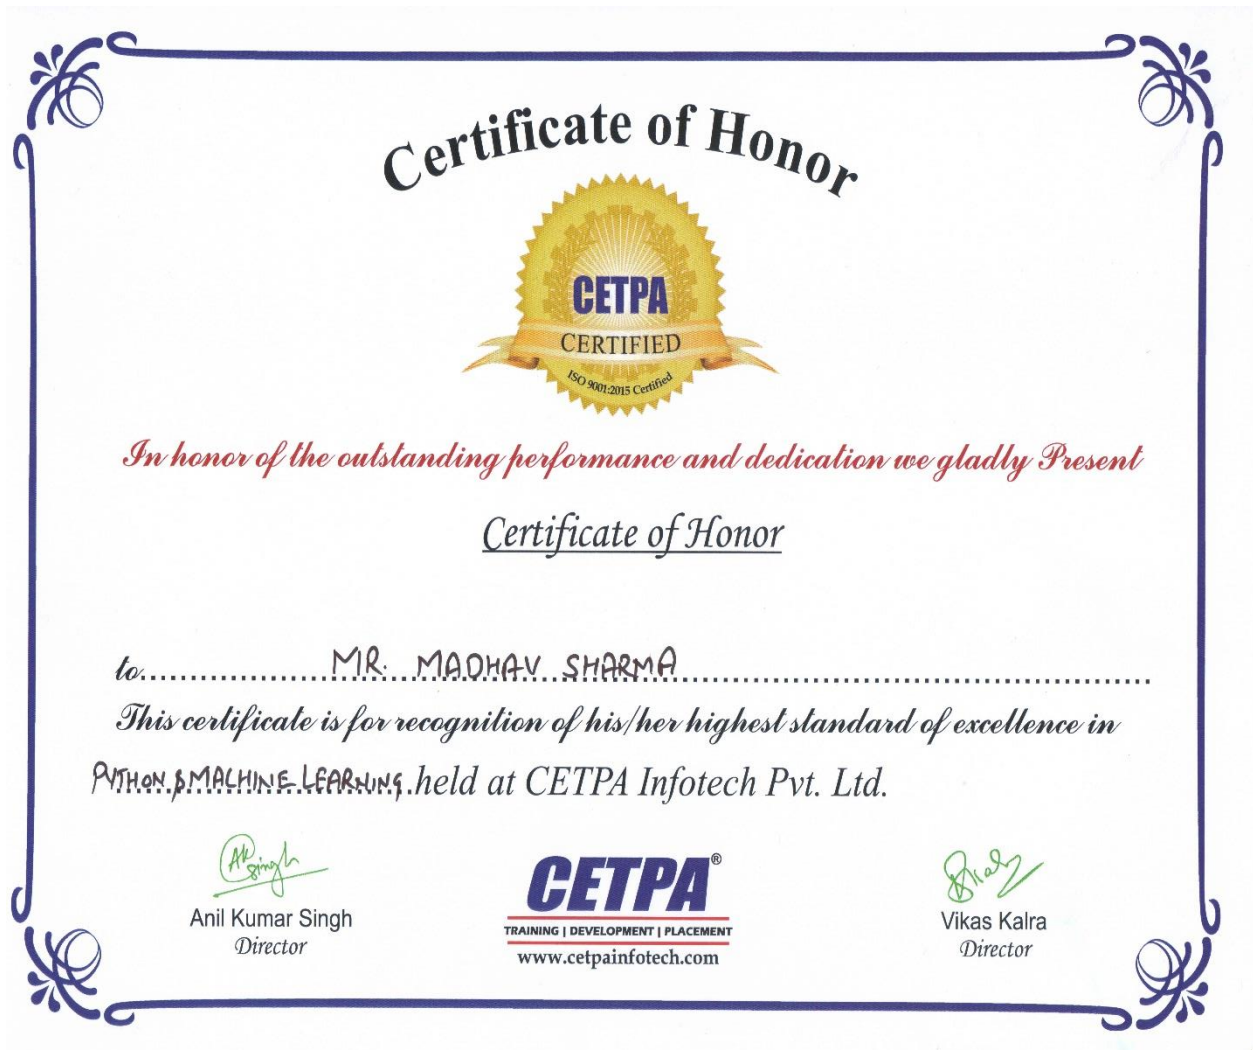 Certificate of Honor
CETPA
CERTIFIED
ISO 9001:2015 Certified
In honor of the outstanding performance and dedication we gladly Present
Certificate of Honor
to.............MR. MADHAV SHARMA.............
This certificate is for recognition of his/her highest standard of excellence in
PYTHON & MACHINE LEARNING. held at CETPA Infotech Pvt. Ltd.
AKSingh
Anil Kumar Singh
Director
CETPA®
TRAINING | DEVELOPMENT | PLACEMENT
www.cetpainfotech.com
Vikas Kalra
Director